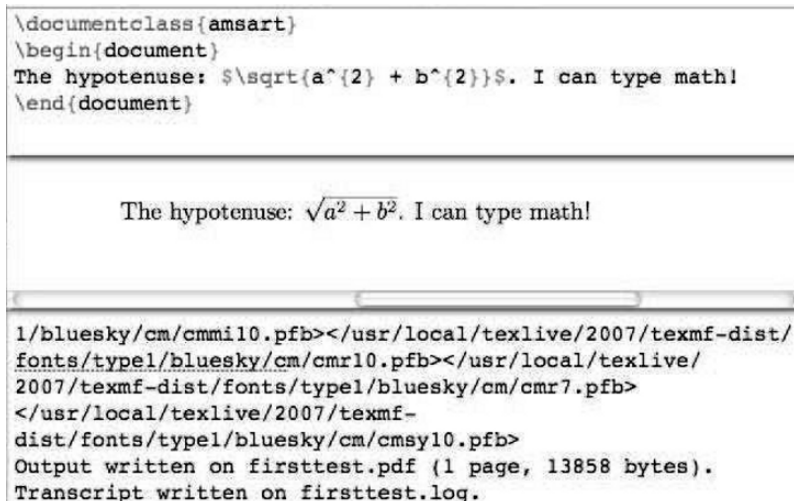 \documentclass{amsart}
\begin{document}
The hypotenuse: $\sqrt{a^{2} + b^{2}}$. I can type math!
\end{document}
The hypotenuse: √a² + b². I can type math!
1/bluesky/cm/cmmi10.pfb></usr/local/texlive/2007/texmf-dist/
fonts/type1/bluesky/cm/cmr10.pfb></usr/local/texlive/
2007/texmf-dist/fonts/type1/bluesky/cm/cmr7.pfb>
</usr/local/texlive/2007/texmf-
dist/fonts/type1/bluesky/cm/cmsy10.pfb>
Output written on firsttest.pdf (1 page, 13858 bytes).
Transcript written on firsttest.log.